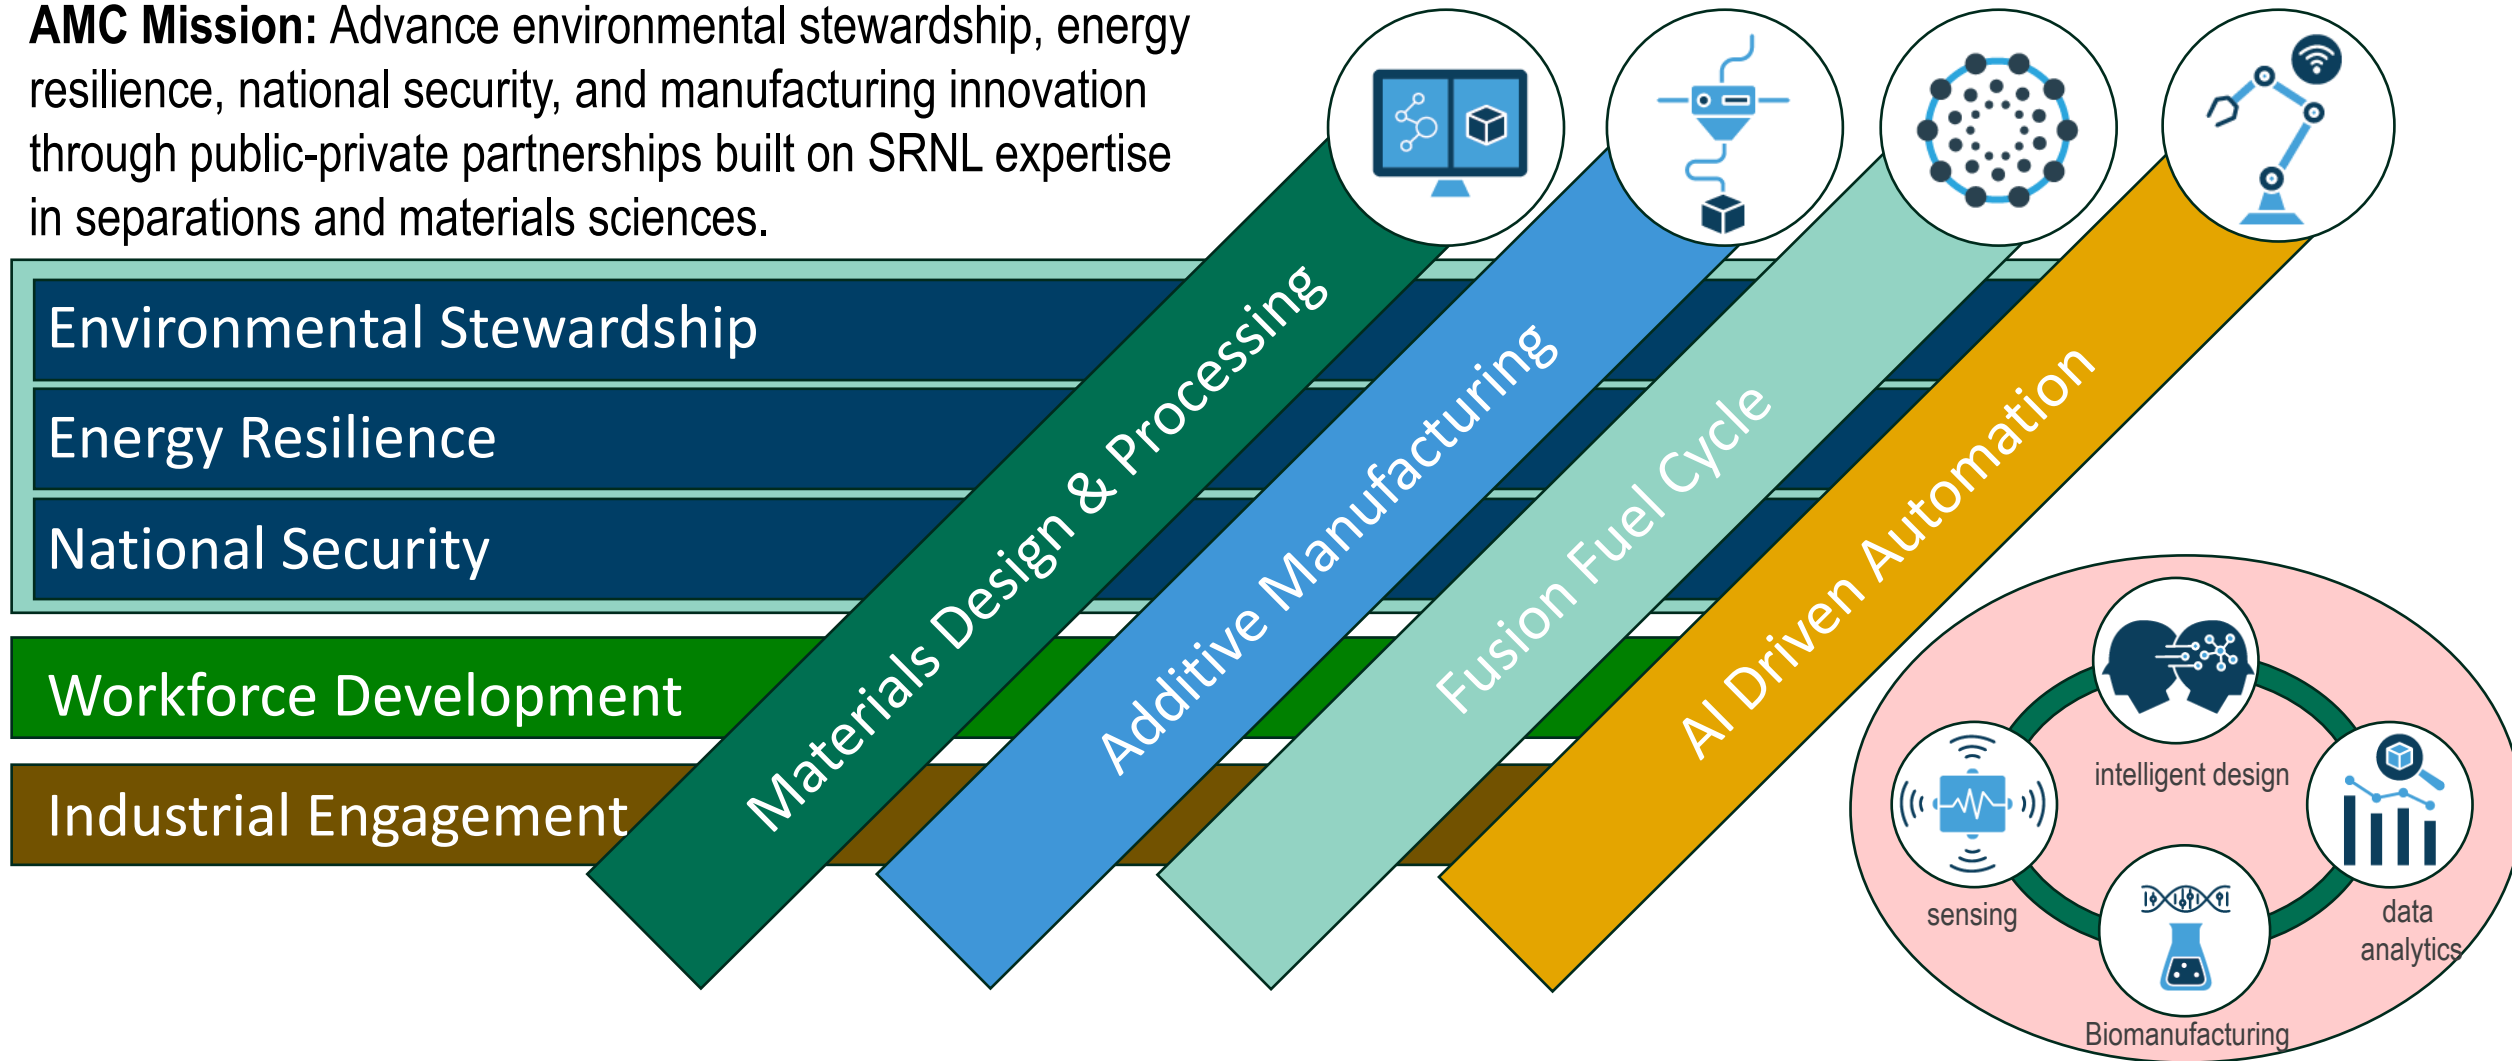 AMC Mission: Advance environmental stewardship, energy
resilience, national security, and manufacturing innovation
through public-private partnerships built on SRNL expertise
in separations and materials sciences.
Environmental Stewardship
Energy Resilience
National Security
Workforce Development
Industrial Engagement
Materials Design & Processing
Additive Manufacturing
Fusion Fuel Cycle
AI Driven Automation
intelligent design
sensing
data
analytics
Biomanufacturing